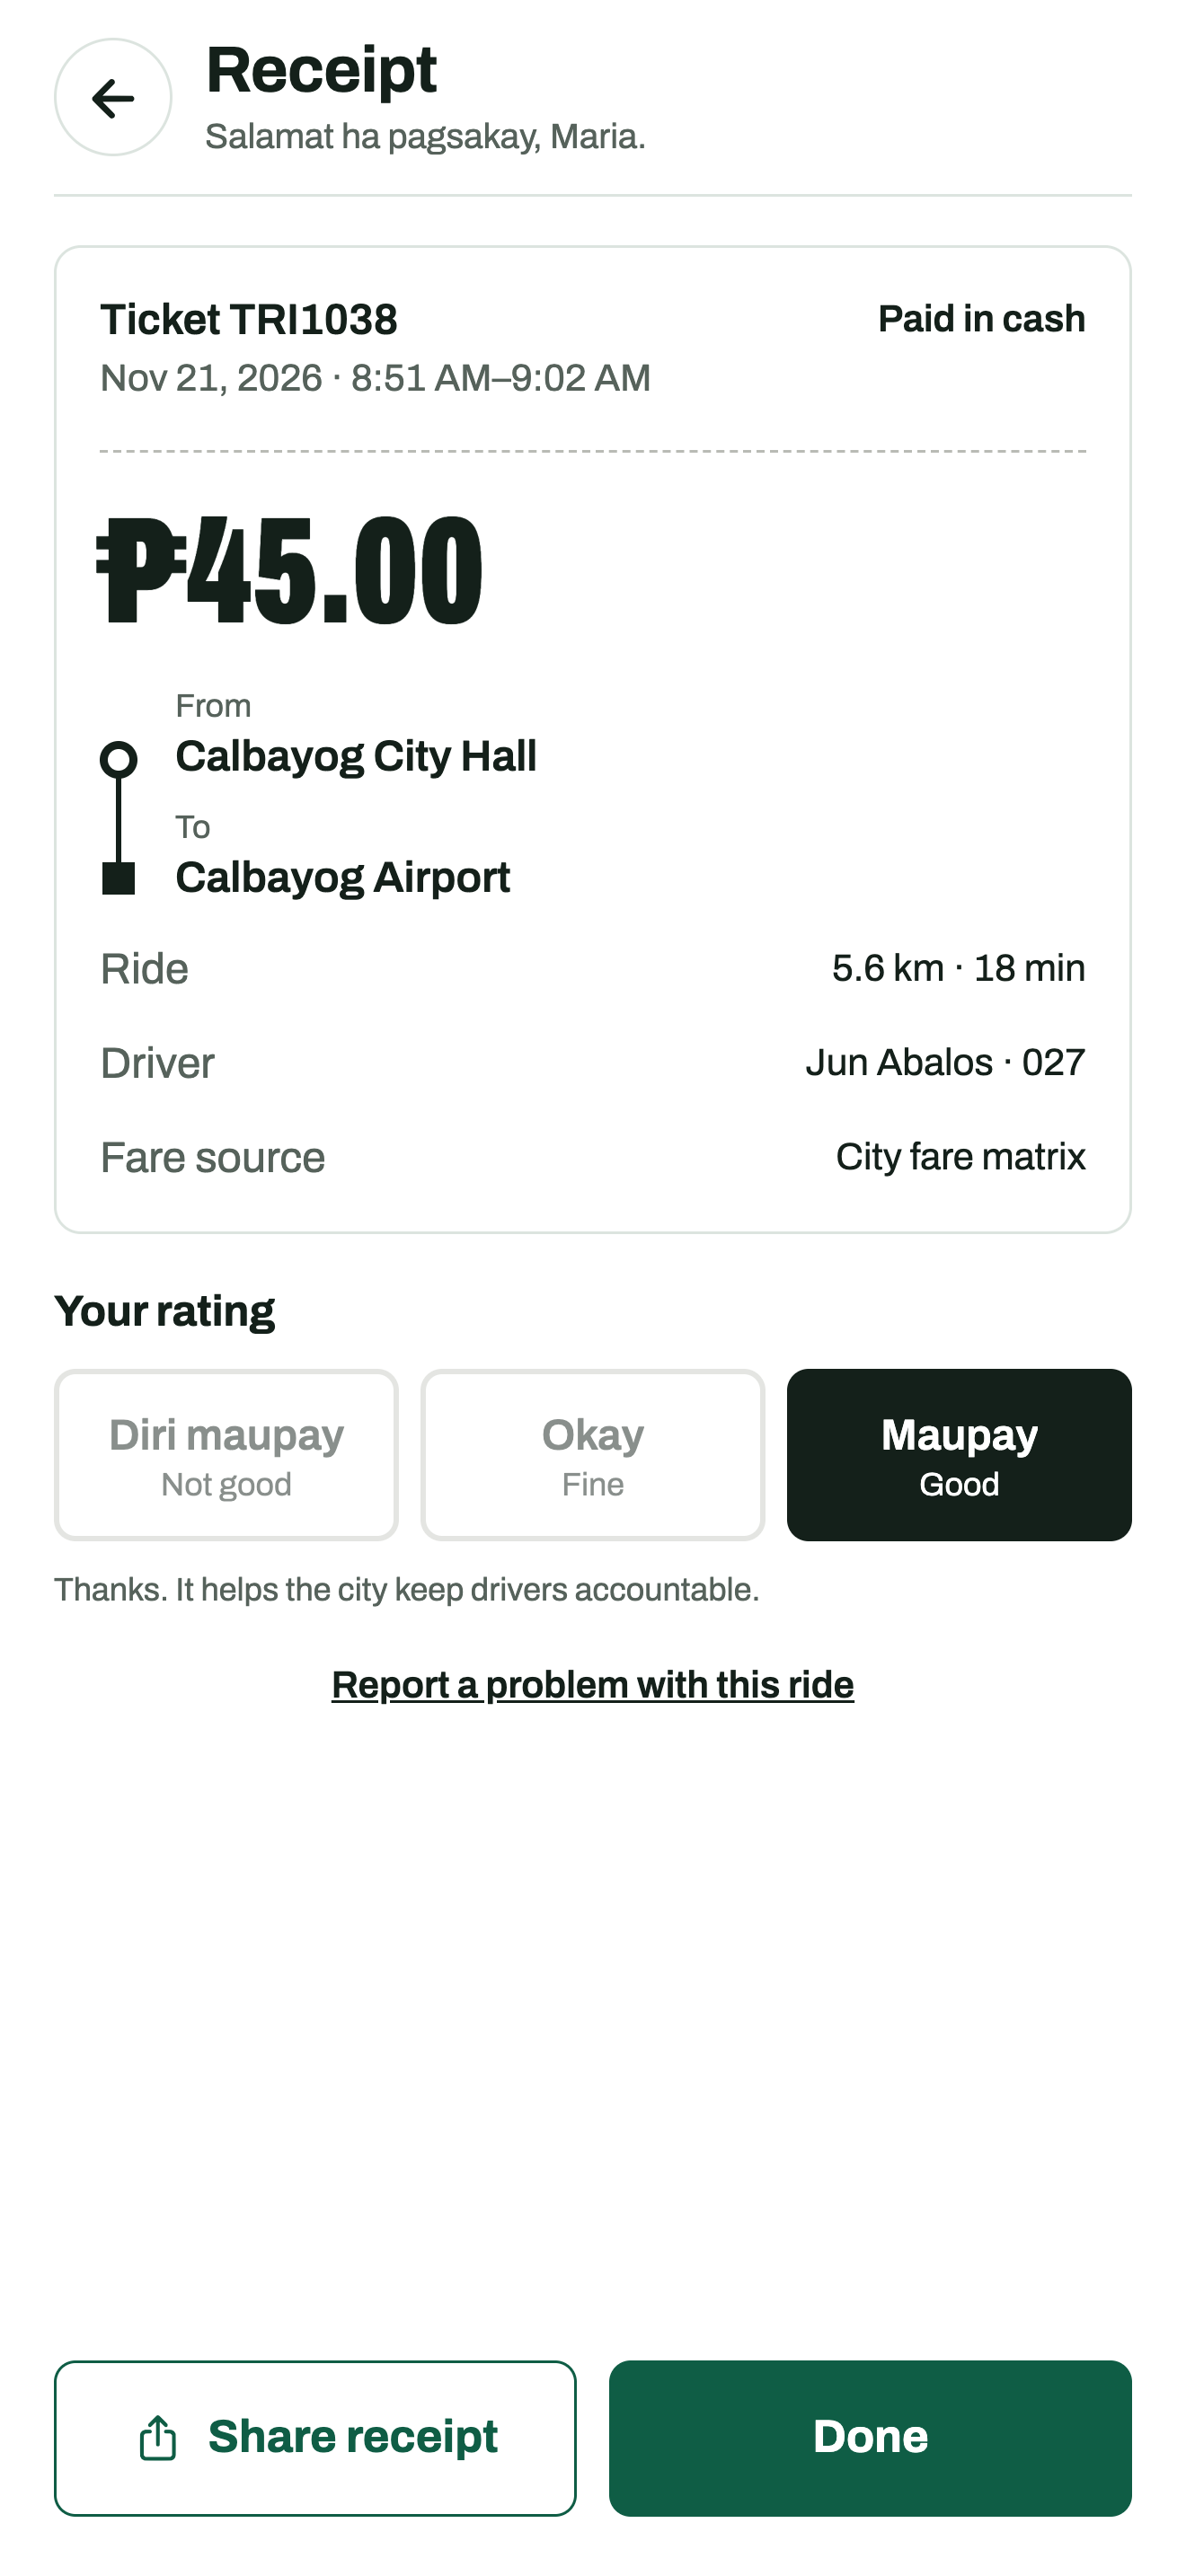 Receipt
Salamat ha pagsakay, Maria.
Ticket TRI1038
Paid in cash
Nov 21, 2026 · 8:51 AM–9:02 AM
₱45.00
From
Calbayog City Hall
To
Calbayog Airport
Ride
5.6 km · 18 min
Driver
Jun Abalos · 027
Fare source
City fare matrix
Your rating
Diri maupay
Not good
Okay
Fine
Maupay
Good
Thanks. It helps the city keep drivers accountable.
Report a problem with this ride
Share receipt
Done